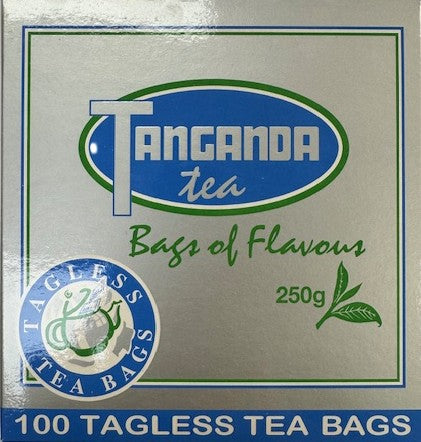 TANGANDA
tea
Bags of Flavour
250g
TAGLESS
TEA BAGS
100 TAGLESS TEA BAGS